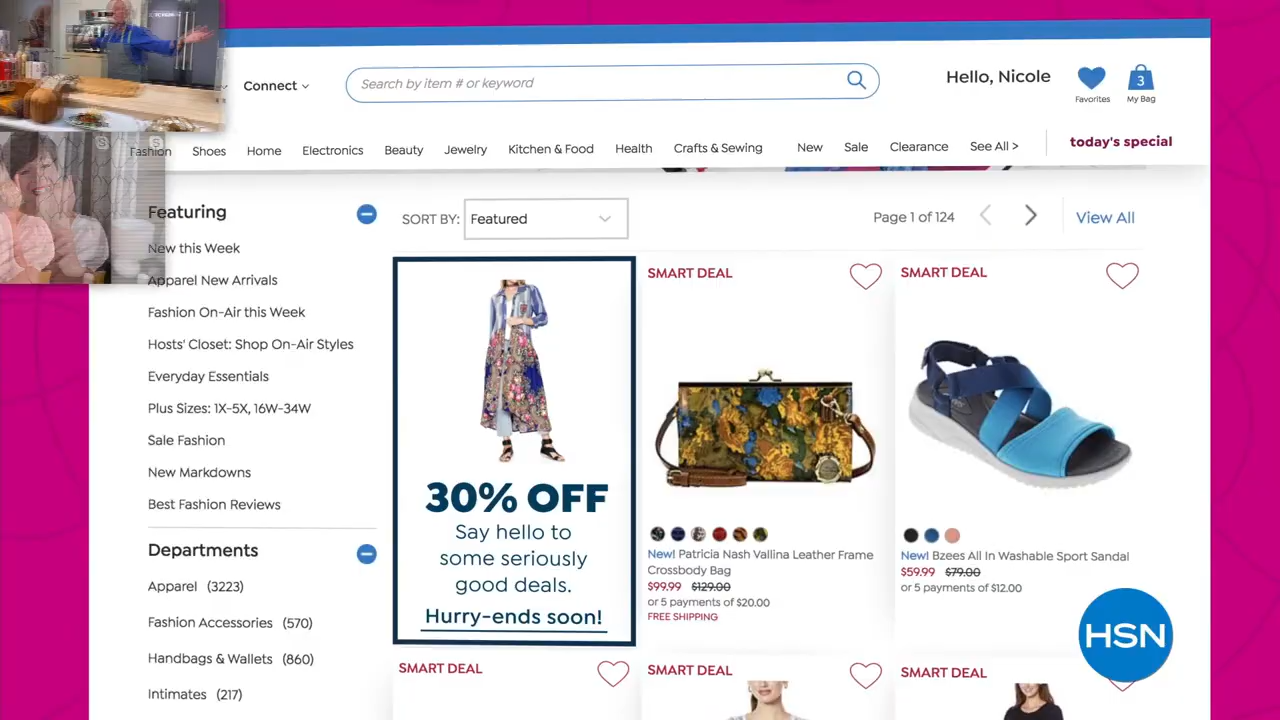 Connect
Search by item # or keyword
Hello, Nicole
Favorites
3
My Bag
Fashion
Shoes
Home
Electronics
Beauty
Jewelry
Kitchen & Food
Health
Crafts & Sewing
New
Sale
Clearance
See All >
today's special
Featuring
New this Week
Apparel New Arrivals
Fashion On-Air this Week
Hosts' Closet: Shop On-Air Styles
Everyday Essentials
Plus Sizes: 1X-5X, 16W-34W
Sale Fashion
New Markdowns
Best Fashion Reviews
Departments
Apparel (3223)
Fashion Accessories (570)
Handbags & Wallets (860)
Intimates (217)
SORT BY: Featured
Page 1 of 124
View All
30% OFF
Say hello to
some seriously
good deals.
Hurry-ends soon!
SMART DEAL
New! Patricia Nash Vallina Leather Frame
Crossbody Bag
$99.99 $129.00
or 5 payments of $20.00
FREE SHIPPING
SMART DEAL
New! Bzees All In Washable Sport Sandal
$59.99 $79.00
or 5 payments of $12.00
HSN
SMART DEAL
SMART DEAL
SMART DEAL